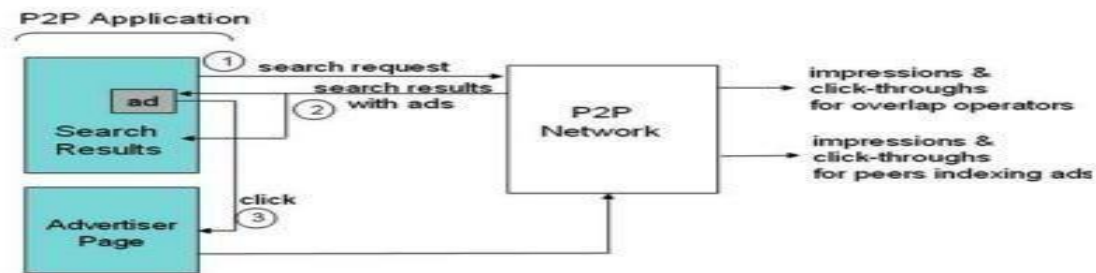 P2P Application
1
search request
ad
search results
with ads
2
Search
Results
P2P
Network
impressions &
click-throughs
for overlap operators
impressions &
click-throughs
for peers indexing ads
click
3
Advertiser
Page